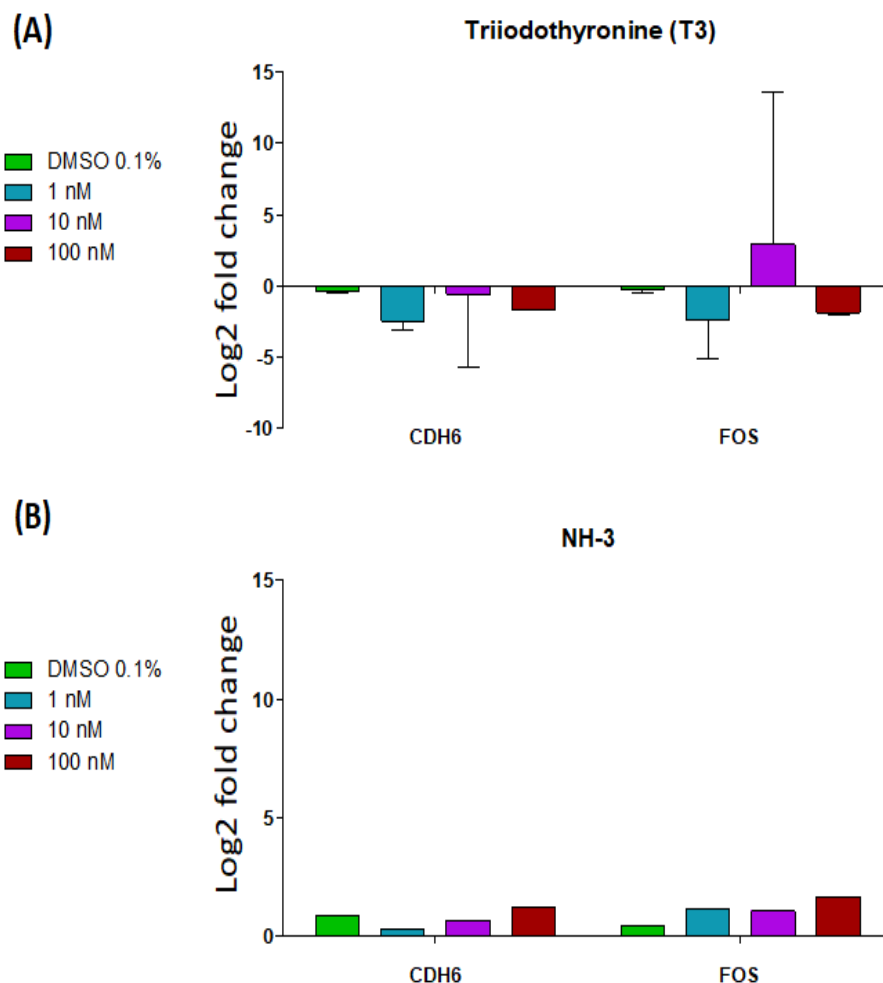 (A)
Triiodothyronine (T3)
DMSO 0.1%
1 nM
10 nM
100 nM
Log2 fold change
15
10
5
0
-5
-10
CDH6 FOS
(B)
NH-3
DMSO 0.1%
1 nM
10 nM
100 nM
Log2 fold change
15
10
5
0
CDH6 FOS